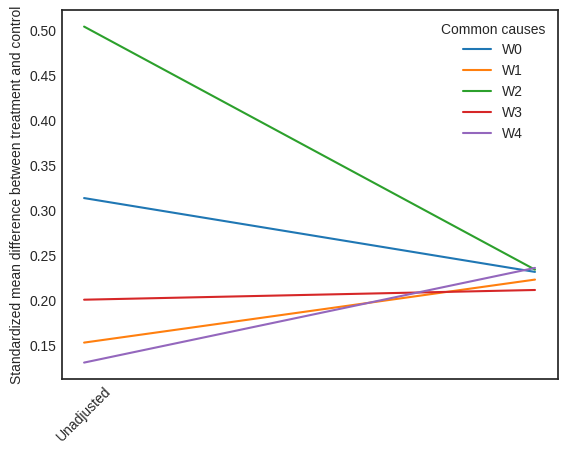 Standardized mean difference between treatment and control
0.50
0.45
0.40
0.35
0.30
0.25
0.20
0.15
Common causes
W0
W1
W2
W3
W4
Unadjusted